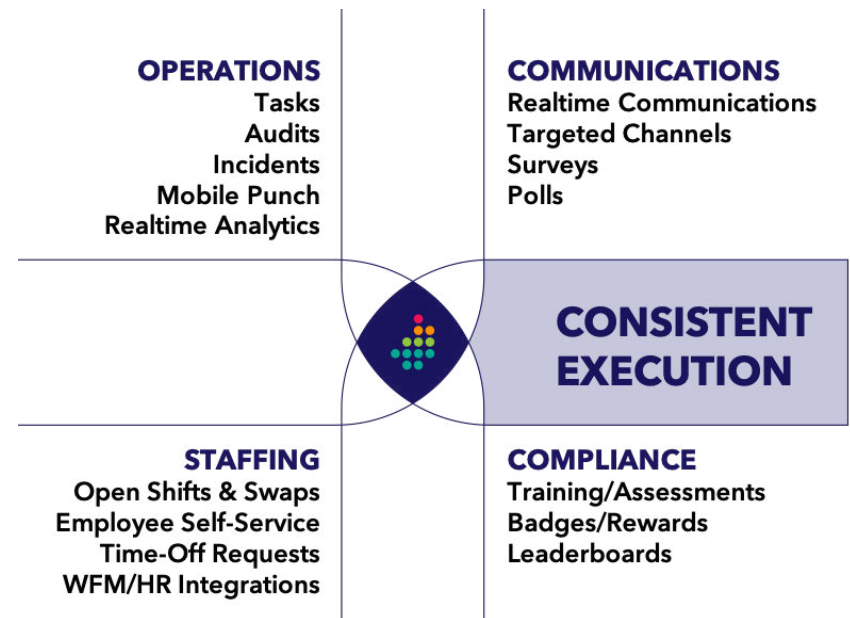 OPERATIONS
Tasks
Audits
Incidents
Mobile Punch
Realtime Analytics
COMMUNICATIONS
Realtime Communications
Targeted Channels
Surveys
Polls
CONSISTENT
EXECUTION
STAFFING
Open Shifts & Swaps
Employee Self-Service
Time-Off Requests
WFM/HR Integrations
COMPLIANCE
Training/Assessments
Badges/Rewards
Leaderboards